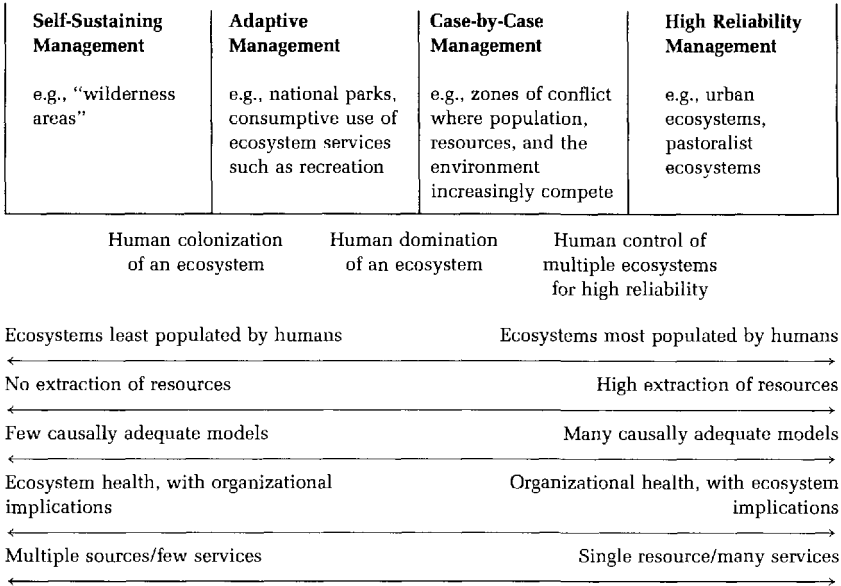 Self-Sustaining
Management
e.g., “wilderness
areas”
Adaptive
Management
e.g., national parks,
consumptive use of
ecosystem services
such as recreation
Case-by-Case
Management
e.g., zones of conflict
where population,
resources, and the
environment
increasingly compete
High Reliability
Management
e.g., urban
ecosystems,
pastoralist
ecosystems
Human colonization
of an ecosystem
Human domination
of an ecosystem
Human control of
multiple ecosystems
for high reliability
Ecosystems least populated by humans
Ecosystems most populated by humans
No extraction of resources
High extraction of resources
Few causally adequate models
Many causally adequate models
Ecosystem health, with organizational
implications
Organizational health, with ecosystem
implications
Multiple sources/few services
Single resource/many services